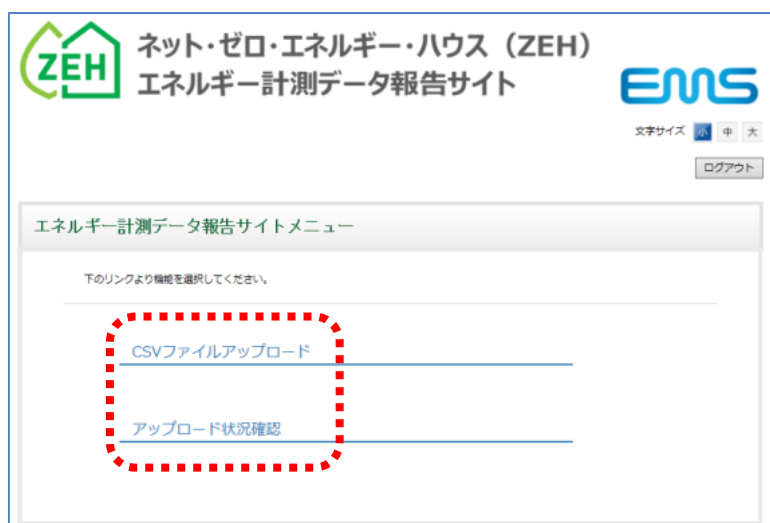 ZEH
ネット・ゼロ・エネルギー・ハウス（ZEH）
エネルギー計測データ報告サイト
EMS
文字サイズ 小 中 大
ログアウト
エネルギー計測データ報告サイトメニュー
下のリンクより機能を選択してください。
CSVファイルアップロード
アップロード状況確認